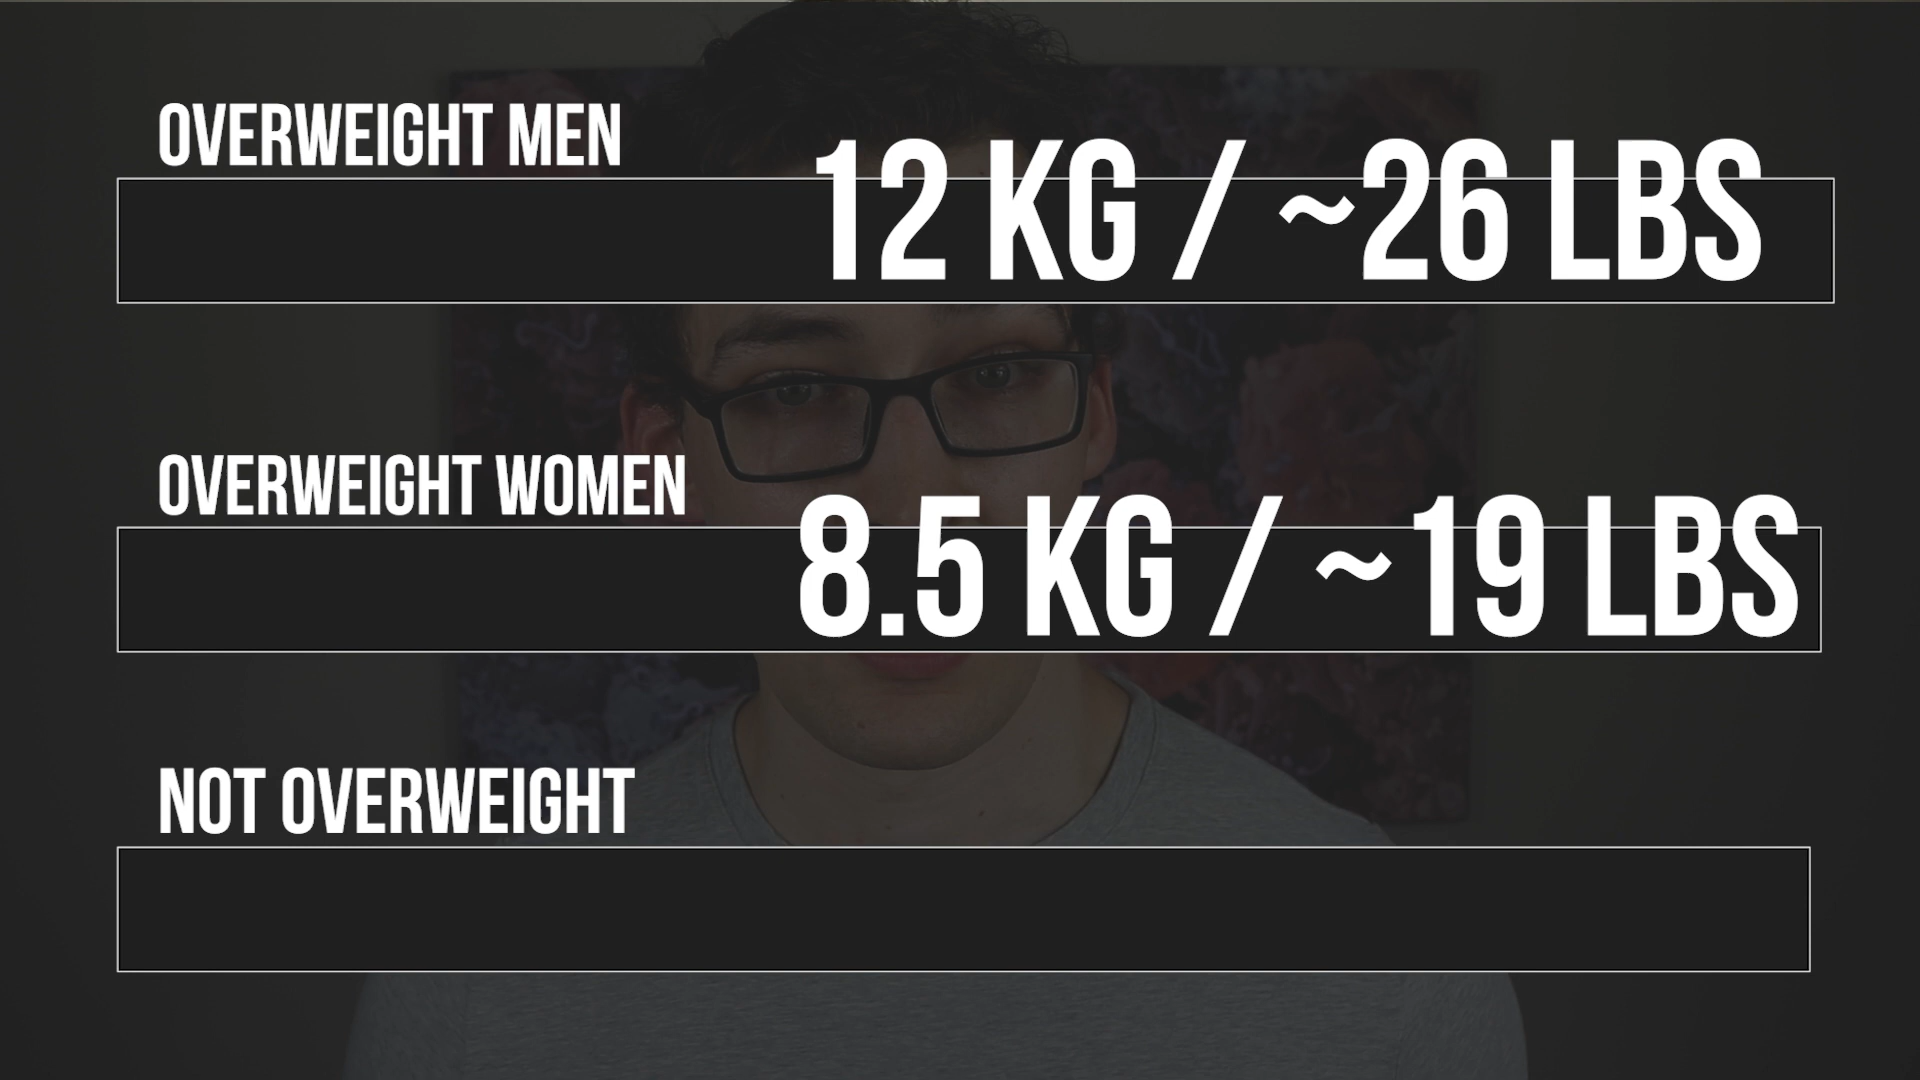 OVERWEIGHT MEN
12 KG / ~26 LBS
OVERWEIGHT WOMEN
8.5 KG / ~19 LBS
NOT OVERWEIGHT